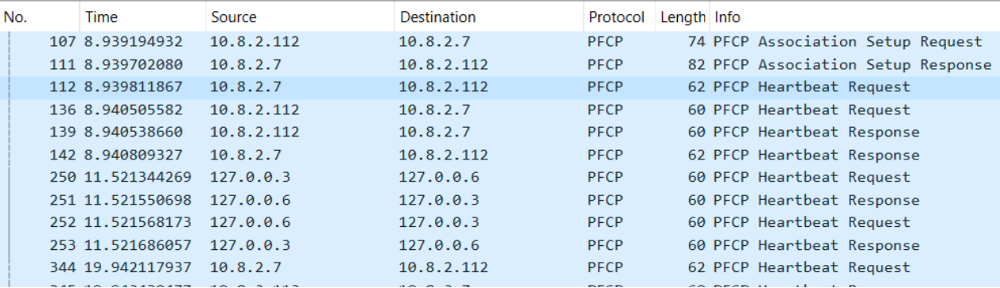 No. Time Source Destination Protocol Length Info
107 8.939194932 10.8.2.112 10.8.2.7 PFCP 74 PFCP Association Setup Request
111 8.939702080 10.8.2.7 10.8.2.112 PFCP 82 PFCP Association Setup Response
112 8.939811867 10.8.2.7 10.8.2.112 PFCP 62 PFCP Heartbeat Request
136 8.940505582 10.8.2.112 10.8.2.7 PFCP 60 PFCP Heartbeat Request
139 8.940538660 10.8.2.112 10.8.2.7 PFCP 60 PFCP Heartbeat Response
142 8.940809327 10.8.2.7 10.8.2.112 PFCP 62 PFCP Heartbeat Response
250 11.521344269 127.0.0.3 127.0.0.6 PFCP 60 PFCP Heartbeat Request
251 11.521550698 127.0.0.6 127.0.0.3 PFCP 60 PFCP Heartbeat Response
252 11.521568173 127.0.0.6 127.0.0.3 PFCP 60 PFCP Heartbeat Request
253 11.521686057 127.0.0.3 127.0.0.6 PFCP 60 PFCP Heartbeat Response
344 19.942117937 10.8.2.7 10.8.2.112 PFCP 62 PFCP Heartbeat Request